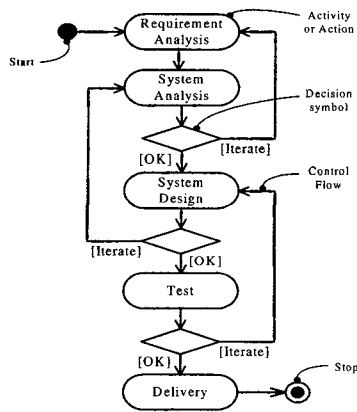 Requirement
Analysis
Activity
or Action
Start
System
Analysis
Decision
symbol
[Iterate}
[OK]
System
Design
Control
Flow
[Iterate}
[OK]
Test
[OK]
[Iterate}
Stop
Delivery